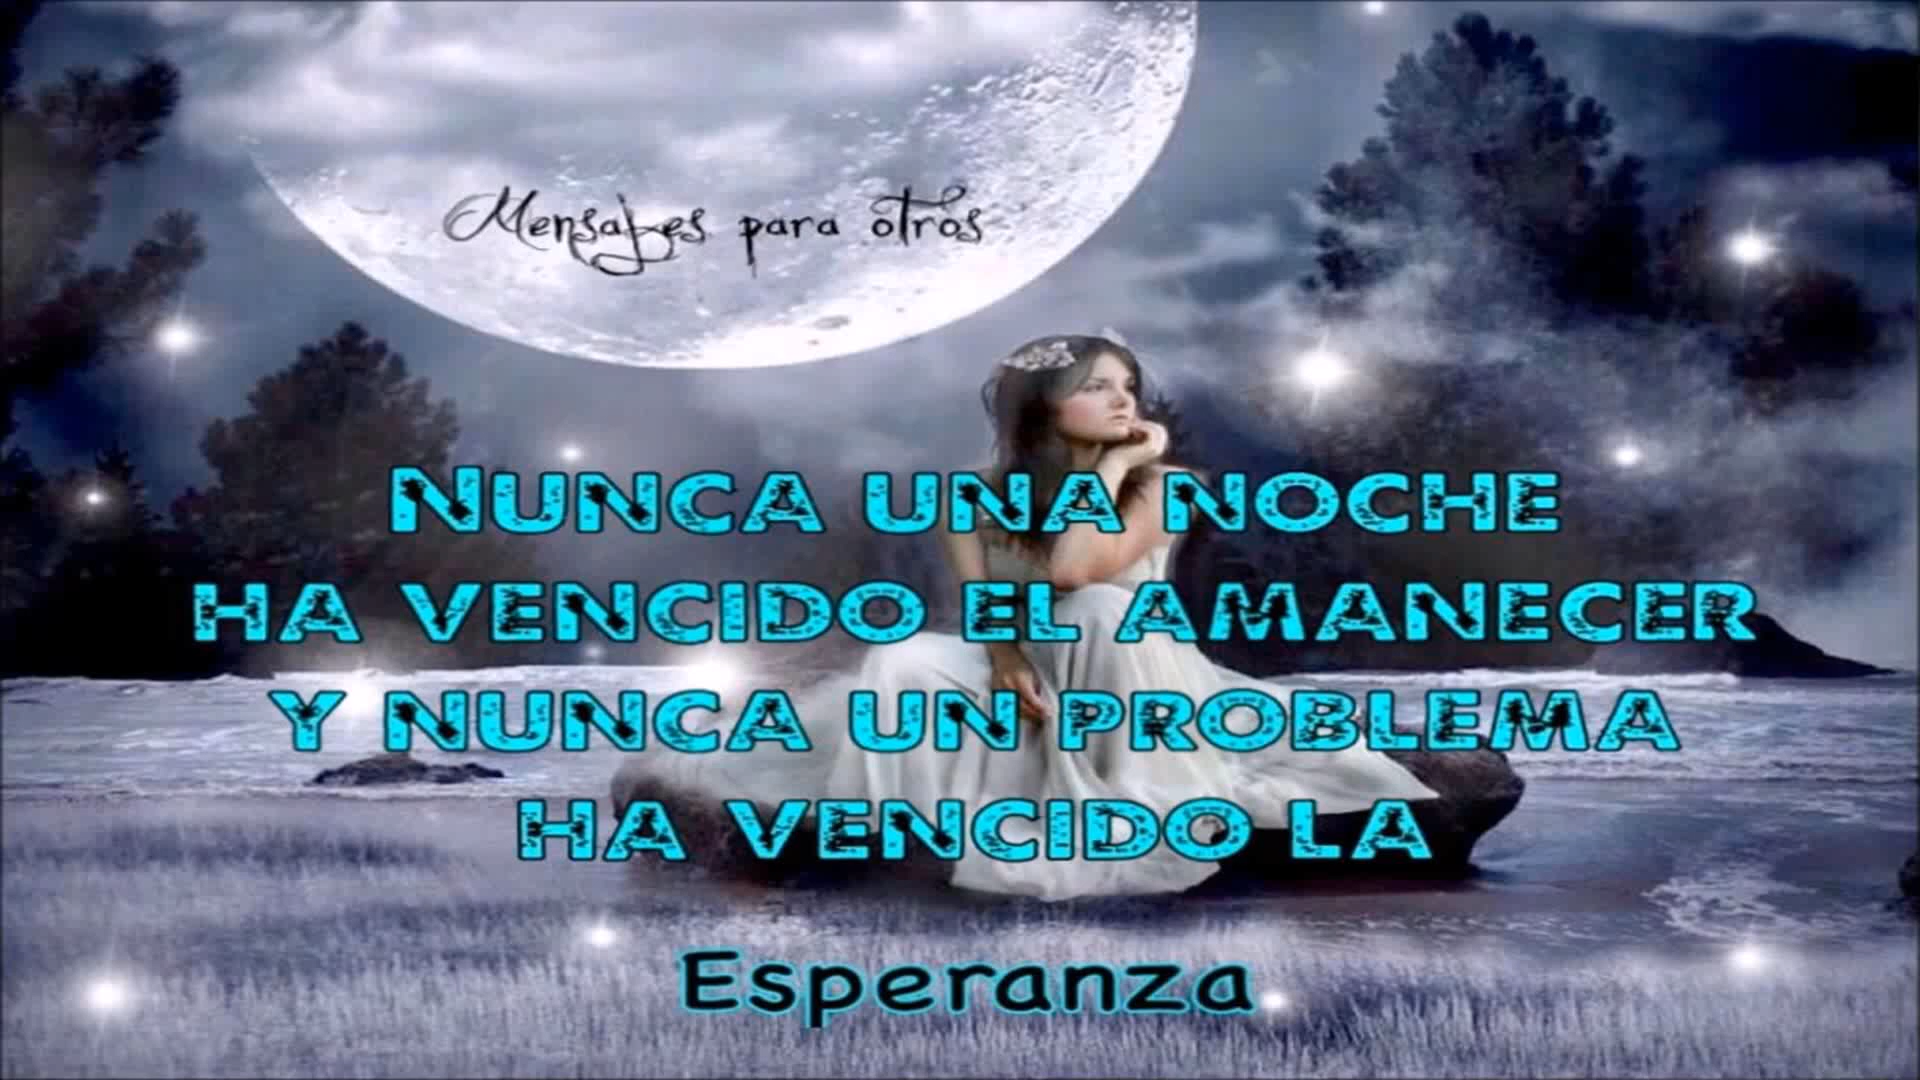 Mensajes para otros
NUNCA UNA NOCHE
HA VENCIDO EL AMANECER
Y NUNCA UN PROBLEMA
HA VENCIDO LA
Esperanza